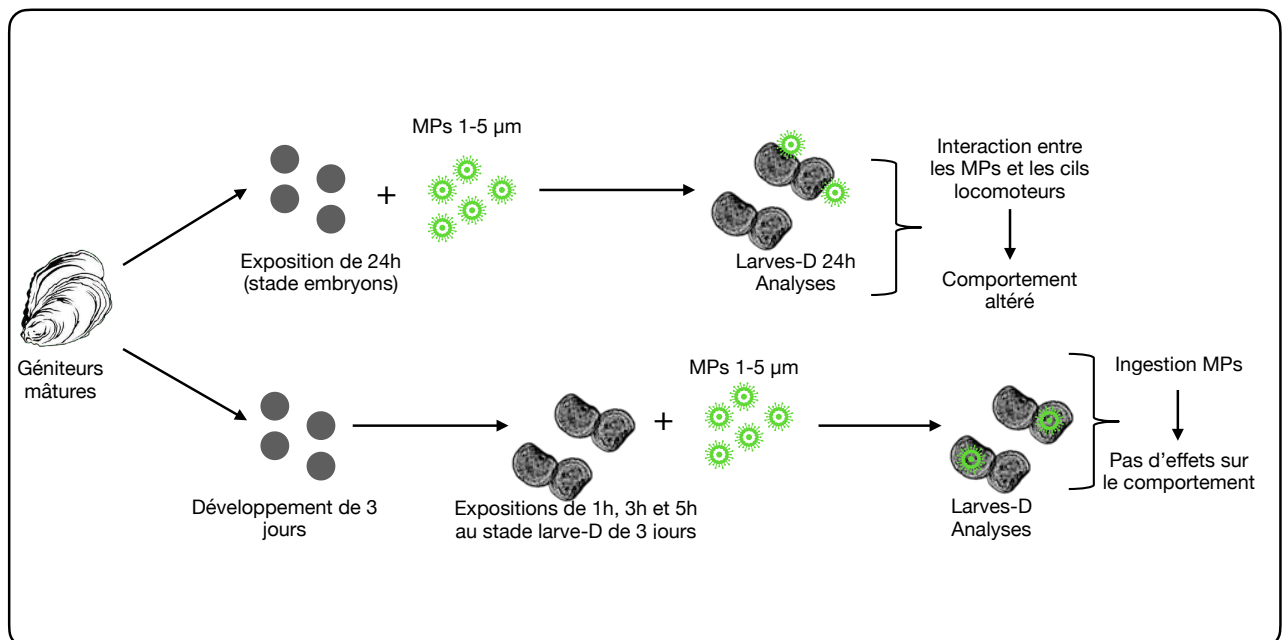 MPs 1-5 µm
Exposition de 24h
(stade embryons)
Larves-D 24h
Analyses
Interaction entre
les MPs et les cils
locomoteurs
Comportement
altéré
Géniteurs
mâtures
Développement de 3
jours
Expositions de 1h, 3h et 5h
au stade larve-D de 3 jours
MPs 1-5 µm
Larves-D
Analyses
Ingestion MPs
Pas d'effets sur
le comportement